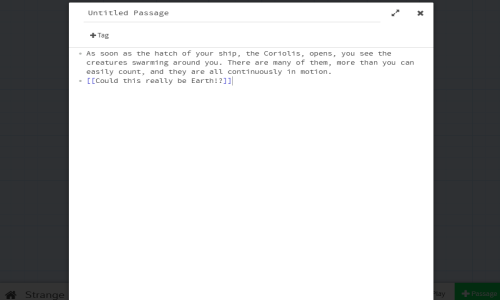 Untitled Passage
+Tag
As soon as the hatch of your ship, the Coriolis, opens, you see the
creatures swarming around you. There are many of them, more than you can
easily count, and they are all continuously in motion.
[[Could this really be Earth!?]]
Strange